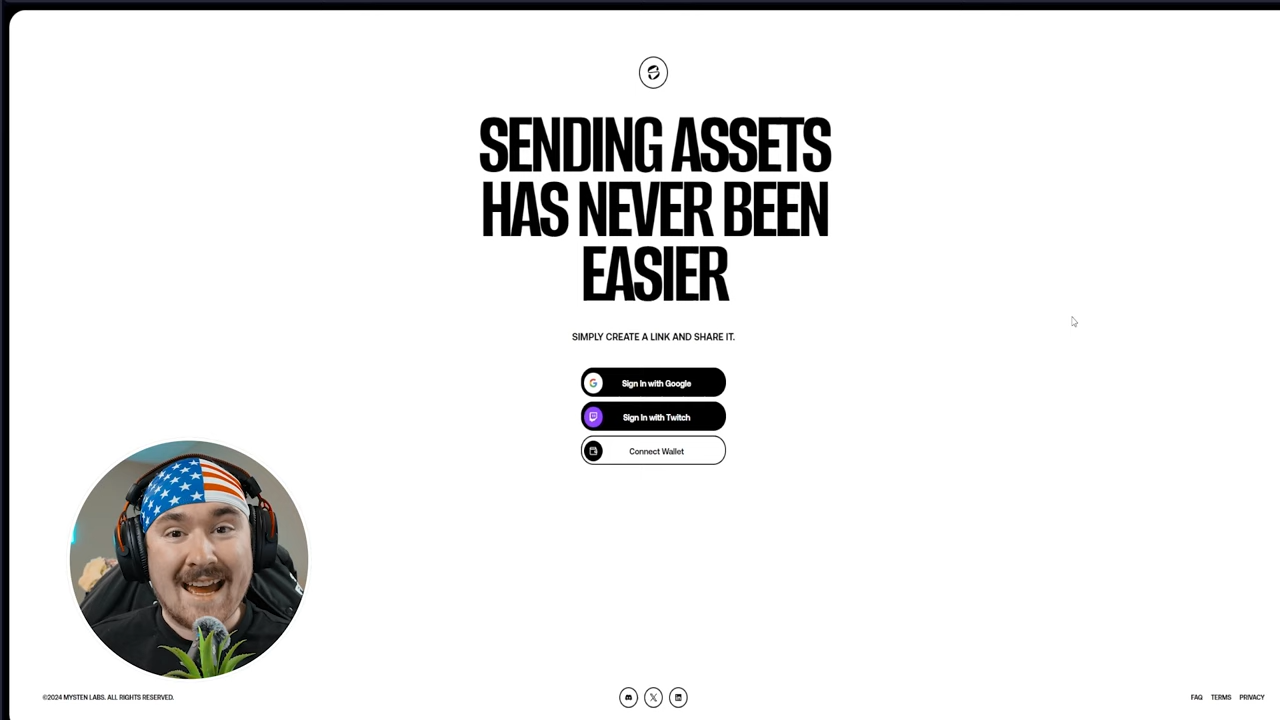 SENDING ASSETS
HAS NEVER BEEN
EASIER
SIMPLY CREATE A LINK AND SHARE IT.
Sign In with Google
Sign In with Twitch
Connect Wallet
©2024 MYSTEN LABS. ALL RIGHTS RESERVED.
FAQ TERMS PRIVACY